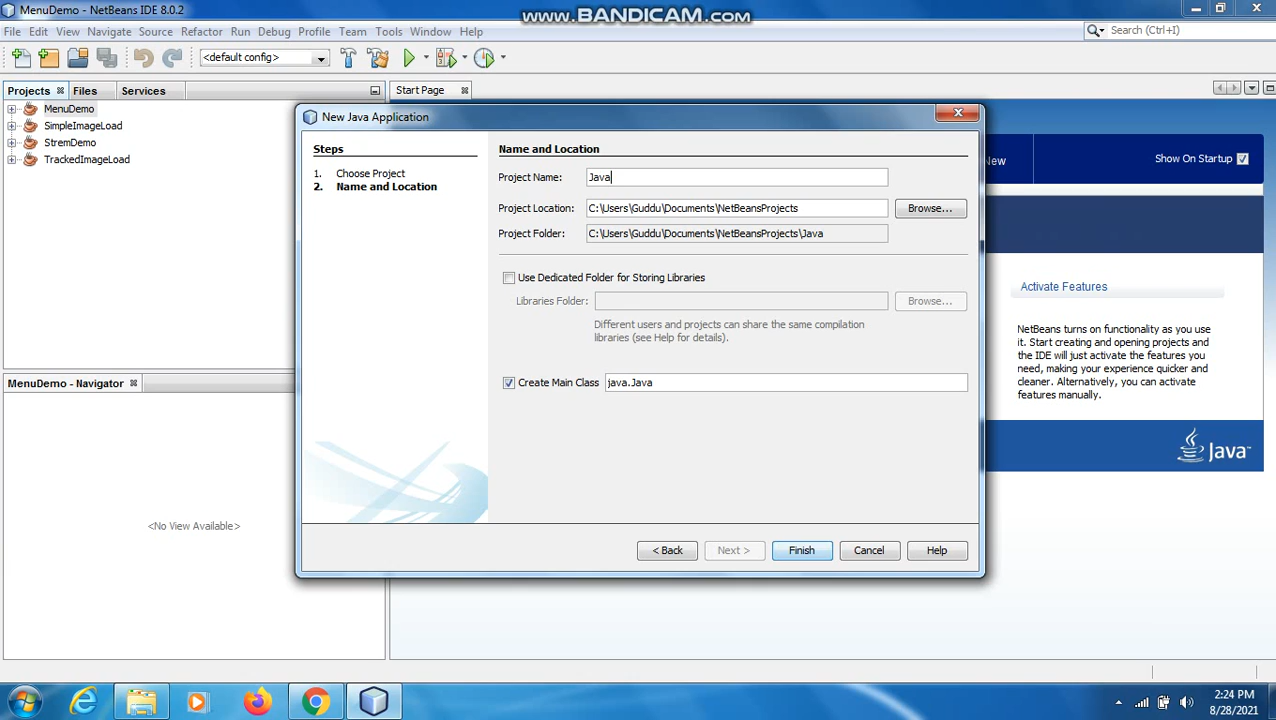 MenuDemo - NetBeans IDE 8.0.2
www.BANDICAM.com
File Edit View Navigate Source Refactor Run Debug Profile Team Tools Window Help
Search (Ctrl+I)
<default config>
Projects Files Services
Start Page
MenuDemo
SimpleImageLoad
StremDemo
TrackedImageLoad
New Java Application
Steps
1. Choose Project
2. Name and Location
Name and Location
Project Name: Java
Project Location: C:\Users\Guddu\Documents\NetBeansProjects Browse...
Project Folder: C:\Users\Guddu\Documents\NetBeansProjects\Java
Use Dedicated Folder for Storing Libraries
Libraries Folder: Browse...
Different users and projects can share the same compilation
libraries (see Help for details).
Create Main Class java.Java
< Back Next > Finish Cancel Help
New
Show On Startup
Activate Features
NetBeans turns on functionality as you use
it. Start creating and opening projects and
the IDE will just activate the features you
need, making your experience quicker and
cleaner. Alternatively, you can activate
features manually.
Java™
MenuDemo - Navigator
<No View Available>
2:24 PM
8/28/2021